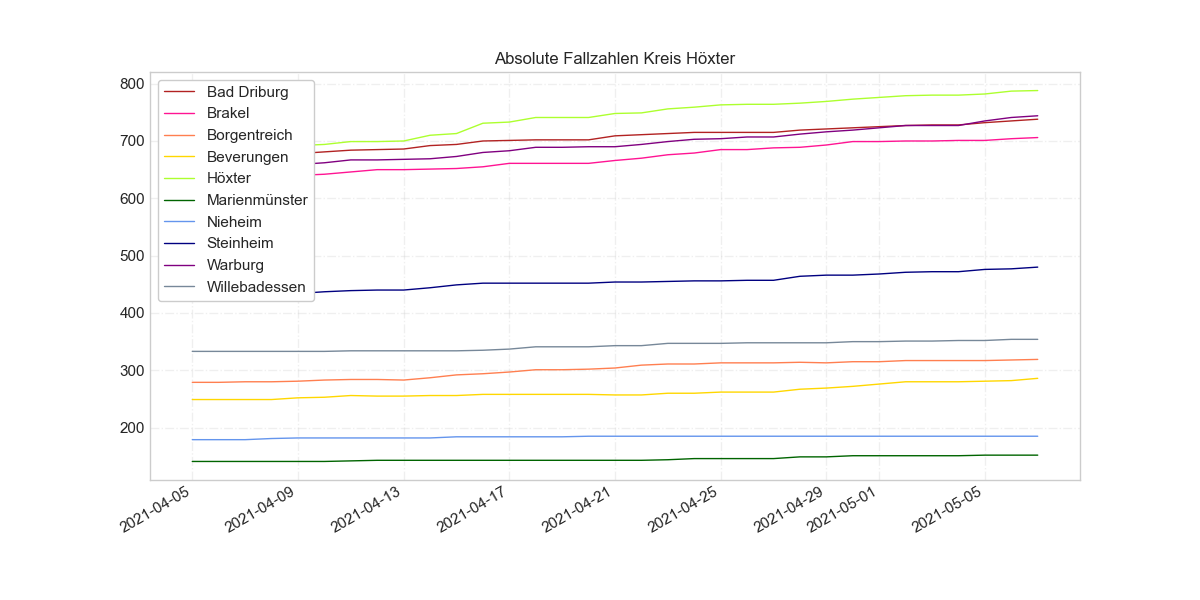 Absolute Fallzahlen Kreis Höxter
800
700
600
500
400
300
200
Bad Driburg
Brakel
Borgentreich
Beverungen
Höxter
Marienmünster
Nieheim
Steinheim
Warburg
Willebadessen
2021-04-05
2021-04-09
2021-04-13
2021-04-17
2021-04-21
2021-04-25
2021-04-29
2021-05-01
2021-05-05